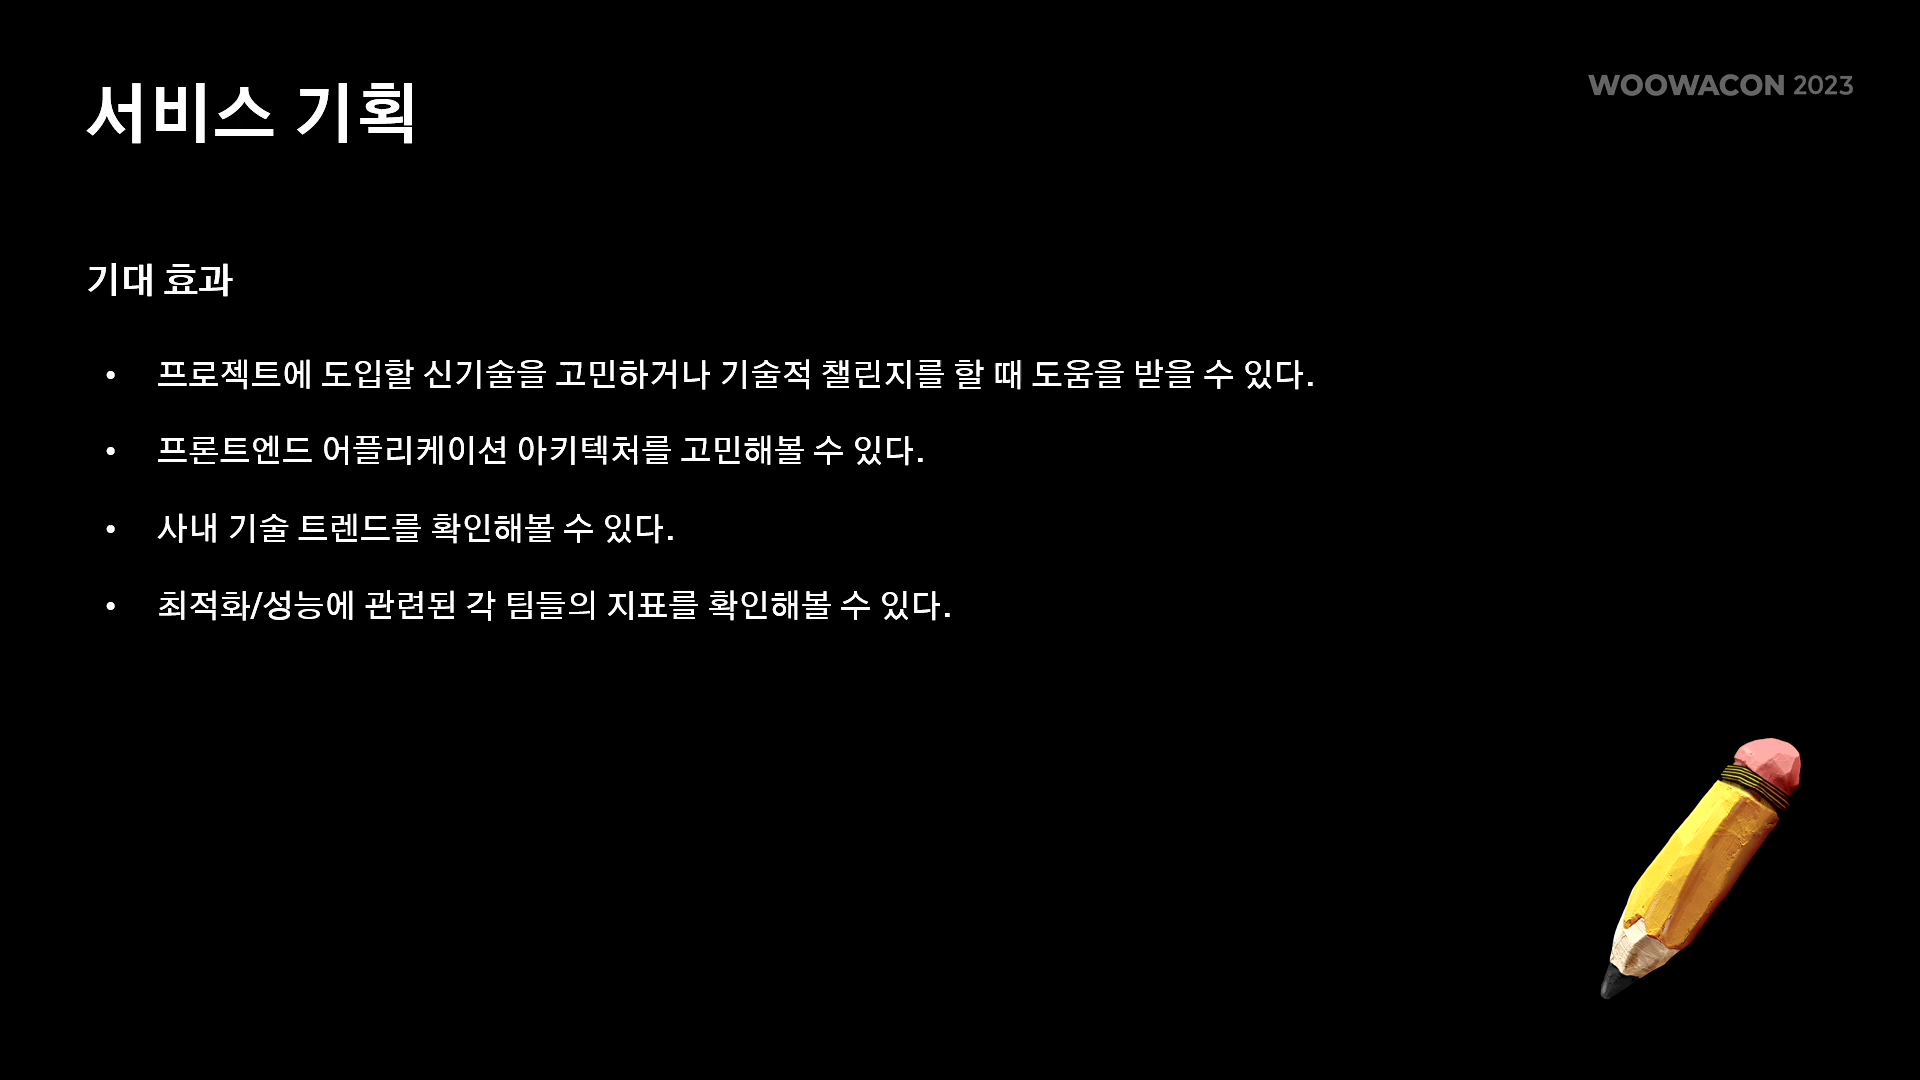 서비스 기획
WOOWACON 2023
기대 효과
• 프로젝트에 도입할 신기술을 고민하거나 기술적 챌린지를 할 때 도움을 받을 수 있다.
• 프론트엔드 어플리케이션 아키텍처를 고민해볼 수 있다.
• 사내 기술 트렌드를 확인해볼 수 있다.
• 최적화/성능에 관련된 각 팀들의 지표를 확인해볼 수 있다.